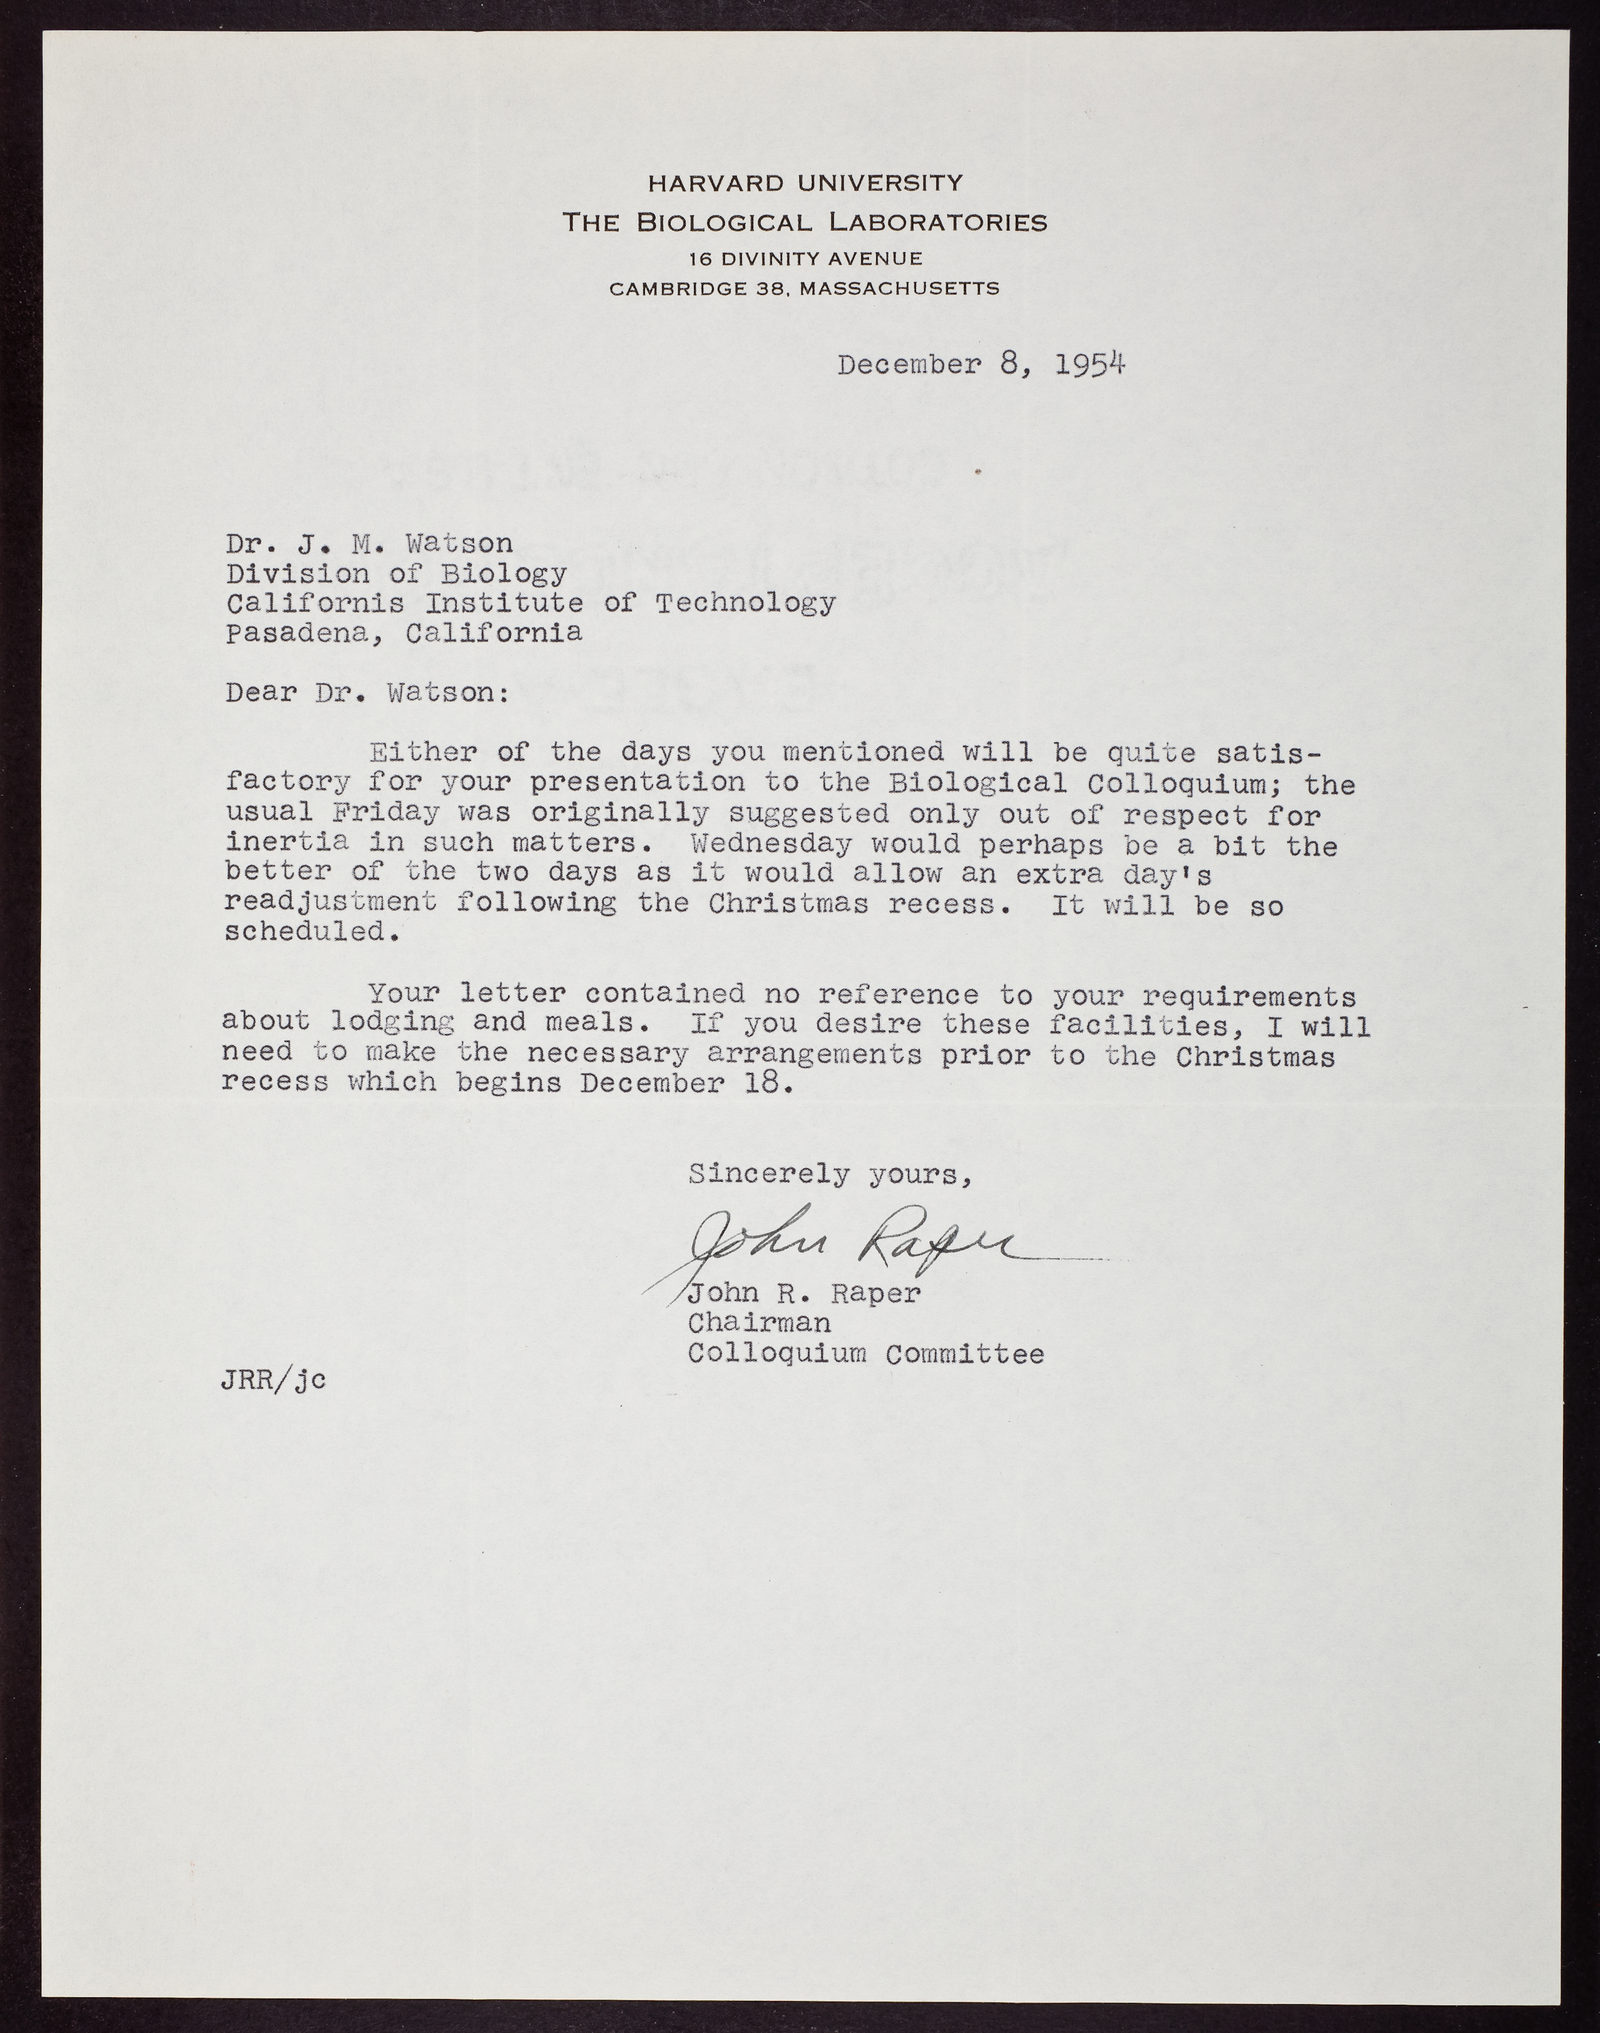 HARVARD UNIVERSITY
THE BIOLOGICAL LABORATORIES
16 DIVINITY AVENUE
CAMBRIDGE 38, MASSACHUSETTS
December 8, 1954
Dr. J. M. Watson
Division of Biology
Californis Institute of Technology
Pasadena, California
Dear Dr. Watson:
Either of the days you mentioned will be quite satis-
factory for your presentation to the Biological Colloquium; the
usual Friday was originally suggested only out of respect for
inertia in such matters. Wednesday would perhaps be a bit the
better of the two days as it would allow an extra day's
readjustment following the Christmas recess. It will be so
scheduled.
Your letter contained no reference to your requirements
about lodging and meals. If you desire these facilities, I will
need to make the necessary arrangements prior to the Christmas
recess which begins December 18.
Sincerely yours,
John Raper
John R. Raper
Chairman
Colloquium Committee
JRR/jc